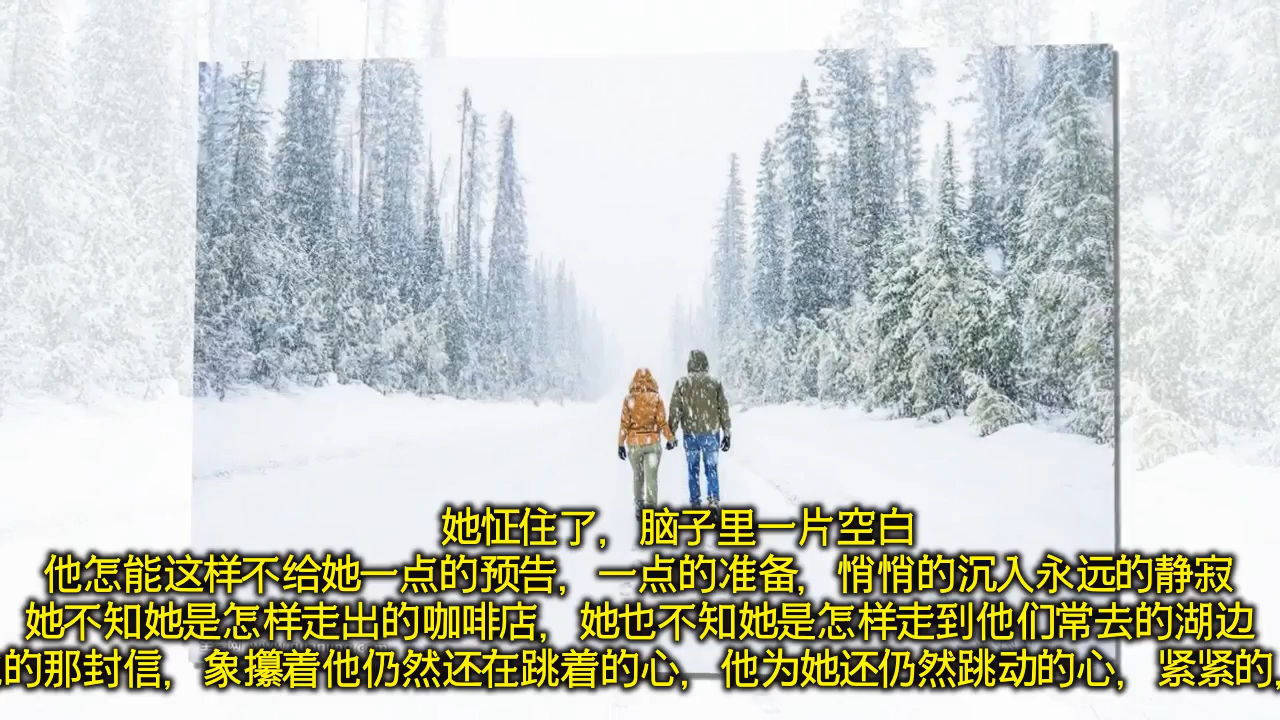 她怔住了，脑子里一片空白
他怎能这样不给她一点的预告，一点的准备，悄悄的沉入永远的静寂
她不知她是怎样走出的咖啡店，她也不知她是怎样走到他们常去的湖边
的那封信，象攥着他仍然还在跳着的心，他为她还仍然跳动的心，紧紧的，